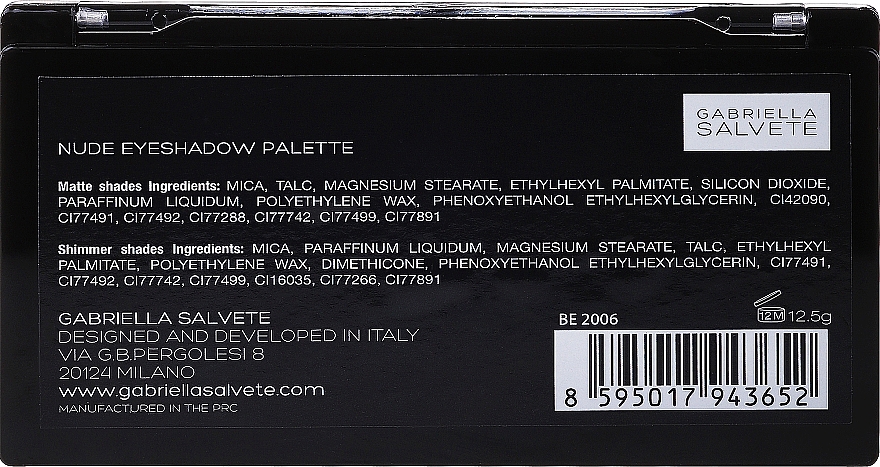 GABRIELLA
SALVETE
NUDE EYESHADOW PALETTE
Matte shades Ingredients: MICA, TALC, MAGNESIUM STEARATE, ETHYLHEXYL PALMITATE, SILICON DIOXIDE,
PARAFFINUM LIQUIDUM, POLYETHYLENE WAX, PHENOXYETHANOL ETHYLHEXYLGLYCERIN, CI42090,
CI77491, CI77492, CI77288, CI77742, CI77499, CI77891
Shimmer shades Ingredients: MICA, PARAFFINUM LIQUIDUM, MAGNESIUM STEARATE, TALC, ETHYLHEXYL
PALMITATE, POLYETHYLENE WAX, DIMETHICONE, PHENOXYETHANOL ETHYLHEXYLGLYCERIN, CI77491,
CI77492, CI77742, CI77499, CI16035, CI77266, CI77891
GABRIELLA SALVETE
DESIGNED AND DEVELOPED IN ITALY
VIA G.B.PERGOLESI 8
20124 MILANO
www.gabriellasalvete.com
MANUFACTURED IN THE PRC
BE 2006
12M 12.5g
8 595017 943652